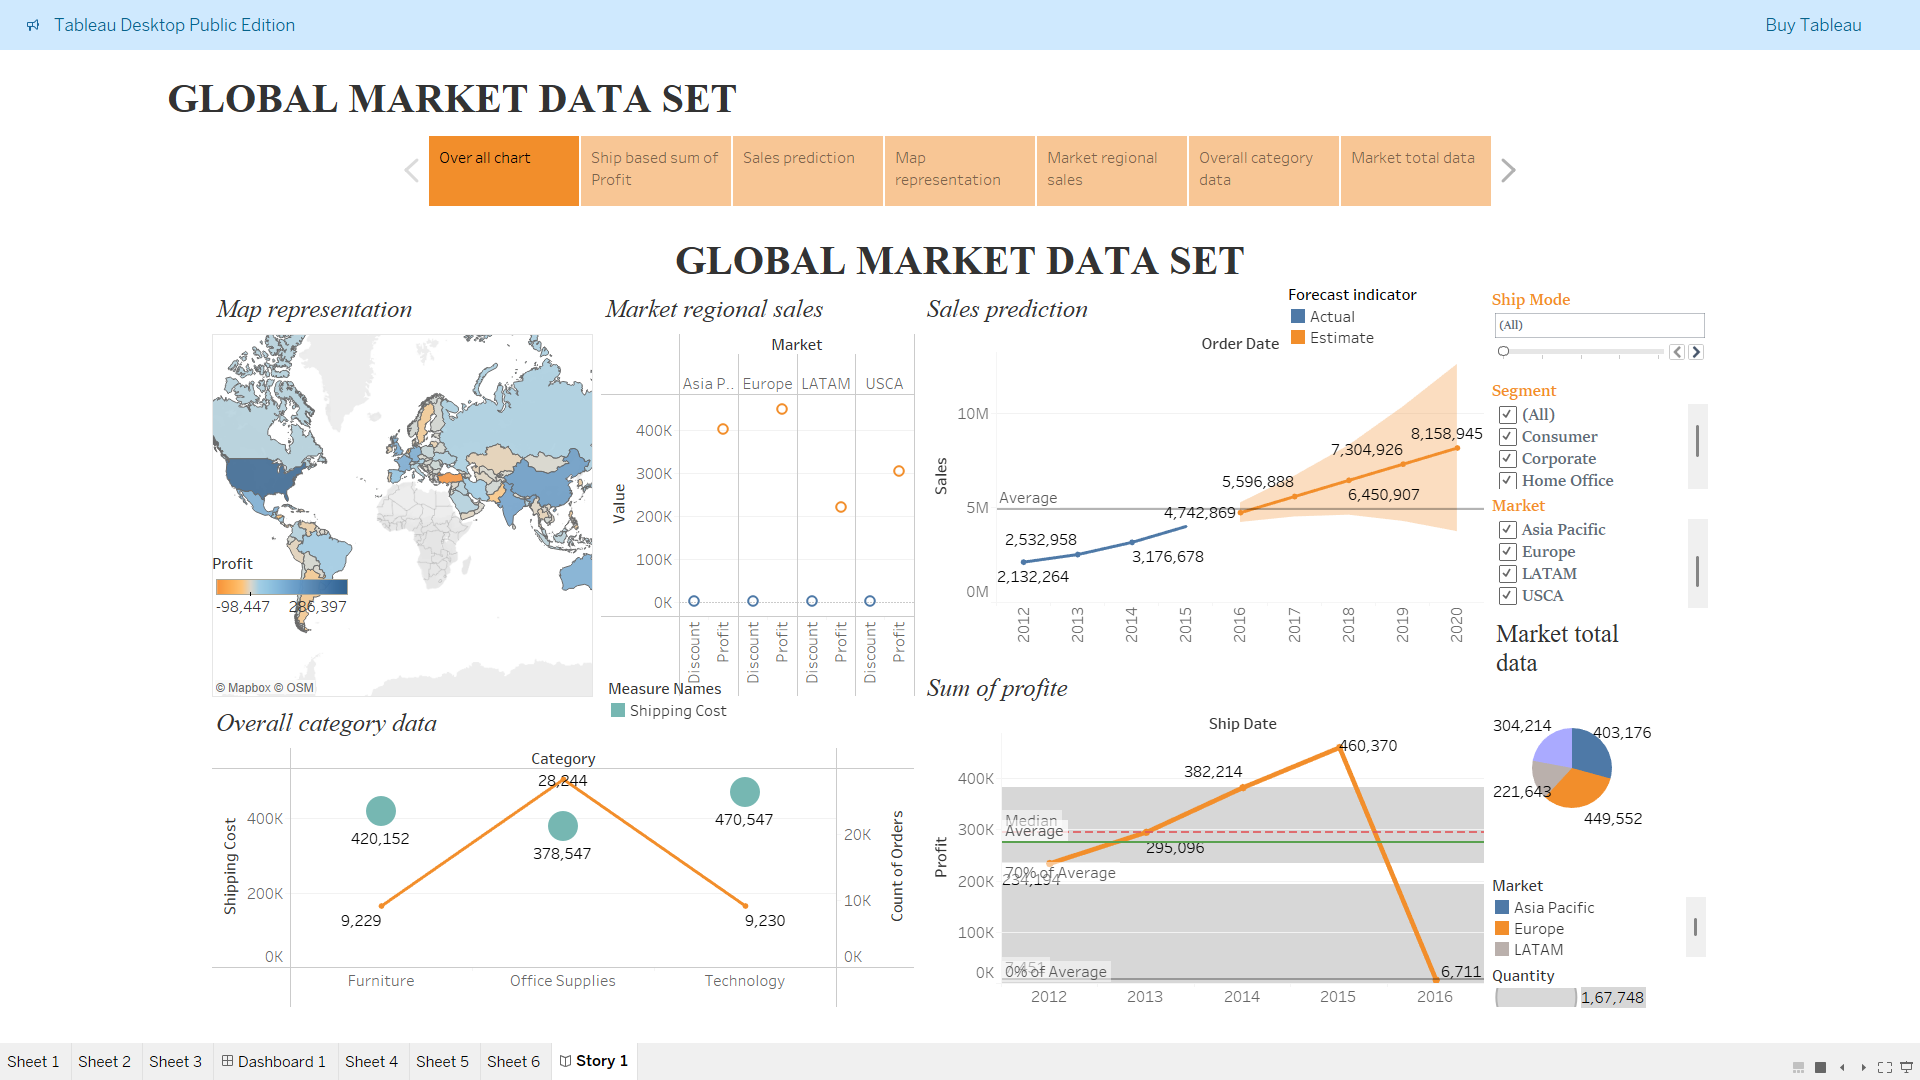 Tableau Desktop Public Edition
Buy Tableau
GLOBAL MARKET DATA SET
Over all chart
Ship based sum of
Profit
Sales prediction
Map
representation
Market regional
sales
Overall category
data
Market total data
GLOBAL MARKET DATA SET
Map representation
Profit
-98,447
286,397
© Mapbox © OSM
Market regional sales
Market
Asia P..
Europe
LATAM
USCA
Value
400K
300K
200K
100K
0K
Discount
Profit
Discount
Profit
Discount
Profit
Discount
Profit
Measure Names
Shipping Cost
Sales prediction
Forecast indicator
Actual
Estimate
Order Date
Sales
10M
5M
0M
Average
2,132,264
2,532,958
3,176,678
4,742,869
5,596,888
6,450,907
7,304,926
8,158,945
2012
2013
2014
2015
2016
2017
2018
2019
2020
Ship Mode
(All)
Segment
(All)
Consumer
Corporate
Home Office
Market
Asia Pacific
Europe
LATAM
USCA
Market total
data
304,214
403,176
221,643
449,552
Market
Asia Pacific
Europe
LATAM
Quantity
1,67,748
Overall category data
Category
Shipping Cost
400K
200K
0K
28,244
420,152
378,547
470,547
9,229
9,230
20K
10K
0K
Count of Orders
Furniture
Office Supplies
Technology
Sum of profite
Ship Date
Profit
400K
300K
200K
100K
0K
Median
Average
70% of Average
234,194
295,096
382,214
460,370
6,711
7,451
0% of Average
2012
2013
2014
2015
2016
Sheet 1
Sheet 2
Sheet 3
Dashboard 1
Sheet 4
Sheet 5
Sheet 6
Story 1